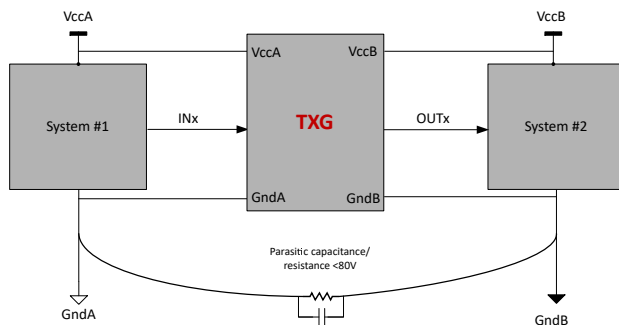 VccA
VccB
VccA
VccB
System #1
INx
TXG
OUTx
System #2
GndA
GndB
Parasitic capacitance/
resistance <80V
GndA
GndB